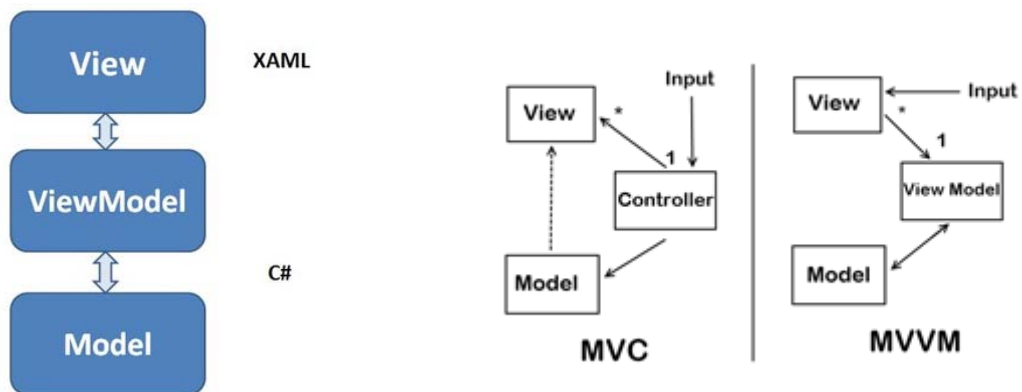 View
XAML
ViewModel
C#
Model
Input
View
*
1
Controller
Model
MVC
Input
View
*
1
View Model
Model
MVVM